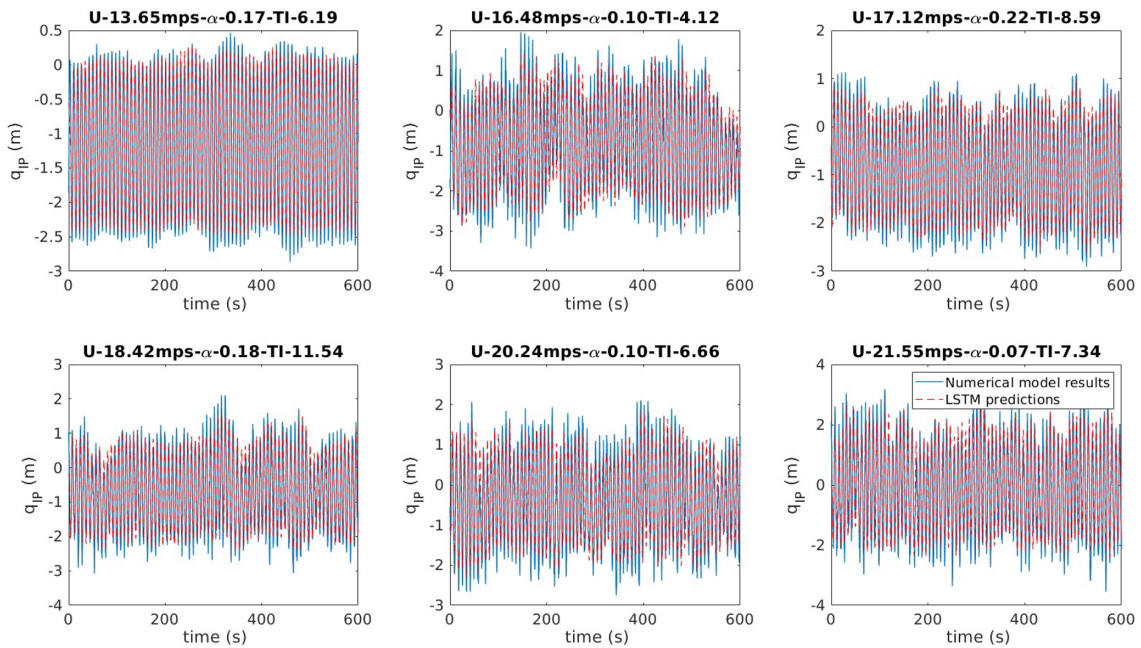 U-13.65mps-α-0.17-TI-6.19
0.5
0
-0.5
-1
-1.5
-2
-2.5
-3
q_IP (m)
0 200 400 600
time (s)
U-16.48mps-α-0.10-TI-4.12
2
1
0
-1
-2
-3
-4
q_IP (m)
0 200 400 600
time (s)
U-17.12mps-α-0.22-TI-8.59
2
1
0
-1
-2
-3
q_IP (m)
0 200 400 600
time (s)
U-18.42mps-α-0.18-TI-11.54
3
2
1
0
-1
-2
-3
-4
q_IP (m)
0 200 400 600
time (s)
U-20.24mps-α-0.10-TI-6.66
3
2
1
0
-1
-2
-3
q_IP (m)
0 200 400 600
time (s)
U-21.55mps-α-0.07-TI-7.34
Numerical model results
LSTM predictions
4
2
0
-2
-4
q_IP (m)
0 200 400 600
time (s)